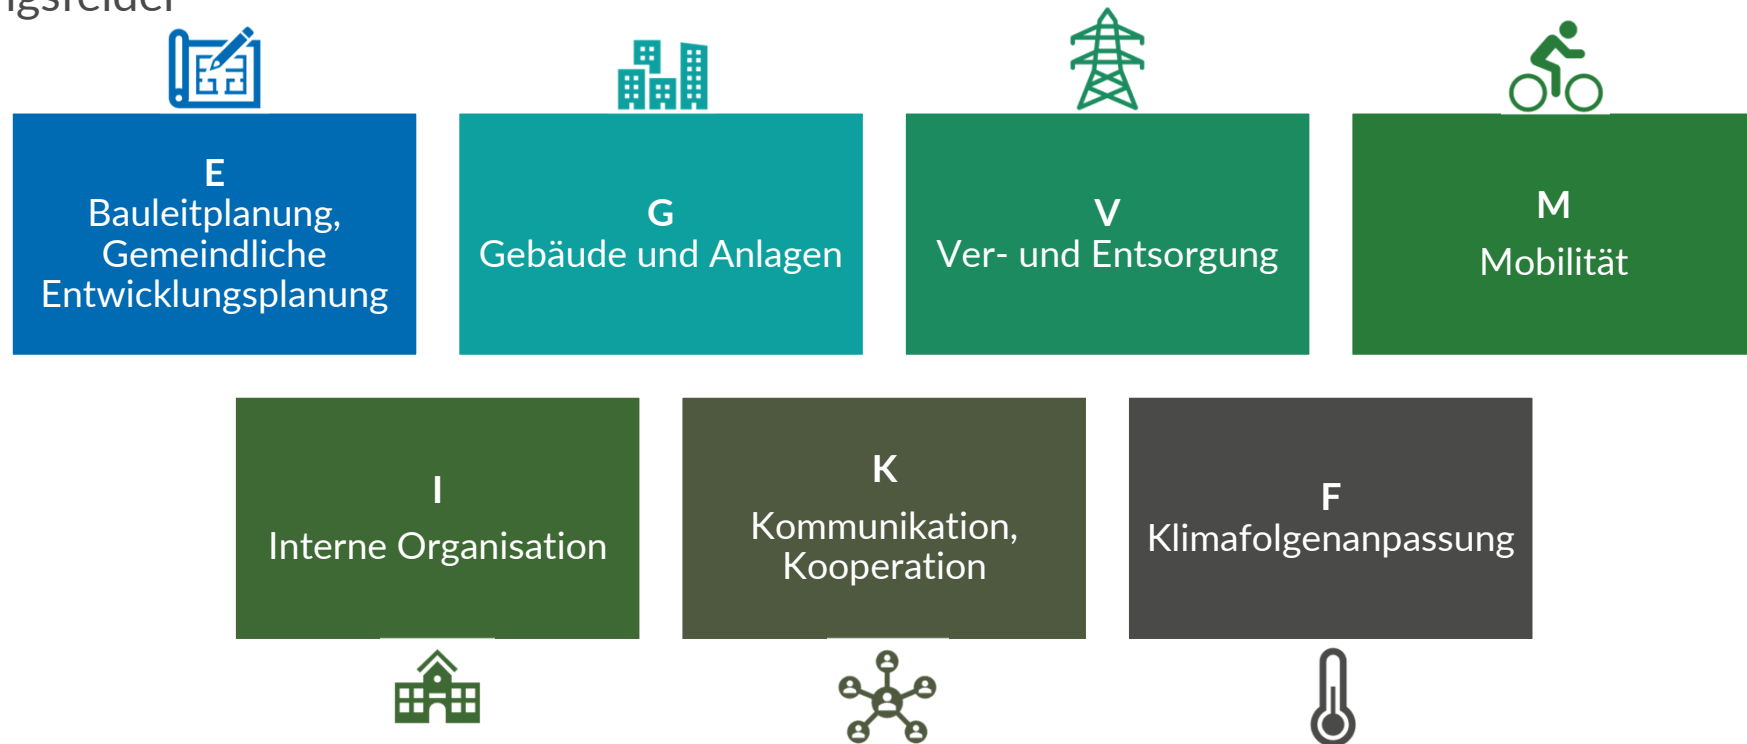 E
Bauleitplanung,
Gemeindliche
Entwicklungsplanung
G
Gebäude und Anlagen
V
Ver- und Entsorgung
M
Mobilität
I
Interne Organisation
K
Kommunikation,
Kooperation
F
Klimafolgenanpassung